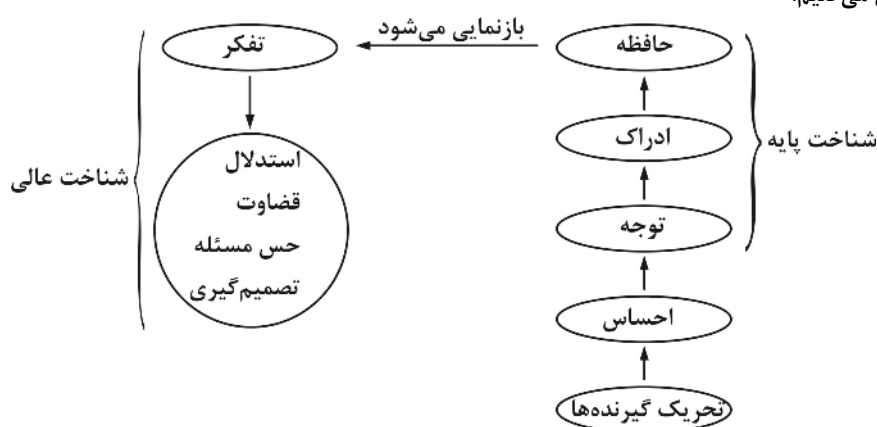 بازنمایی می‌شود
حافظه
تفکر
ادراک
شناخت پایه
توجه
احساس
تحریک گیرنده‌ها
استدلال
قضاوت
حس مسئله
تصمیم‌گیری
شناخت عالی